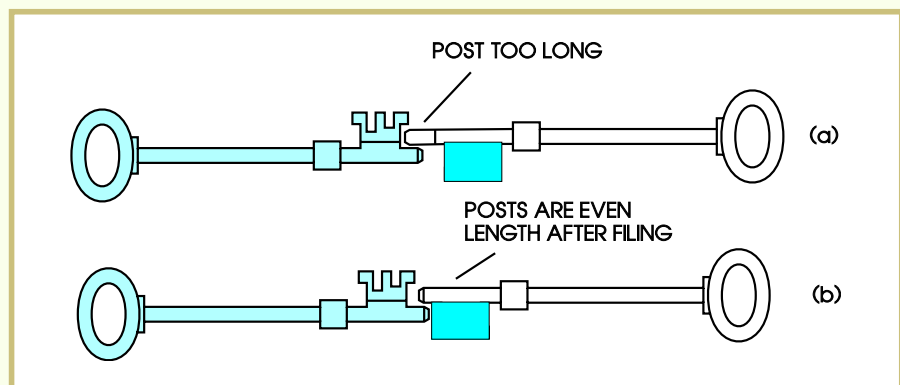 POST TOO LONG
(a)
POSTS ARE EVEN
LENGTH AFTER FILING
(b)